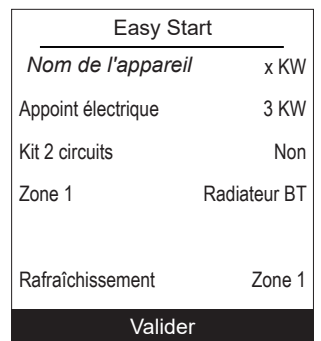 Easy Start
Nom de l'appareil x KW
Appoint électrique 3 KW
Kit 2 circuits Non
Zone 1 Radiateur BT
Rafraîchissement Zone 1
Valider